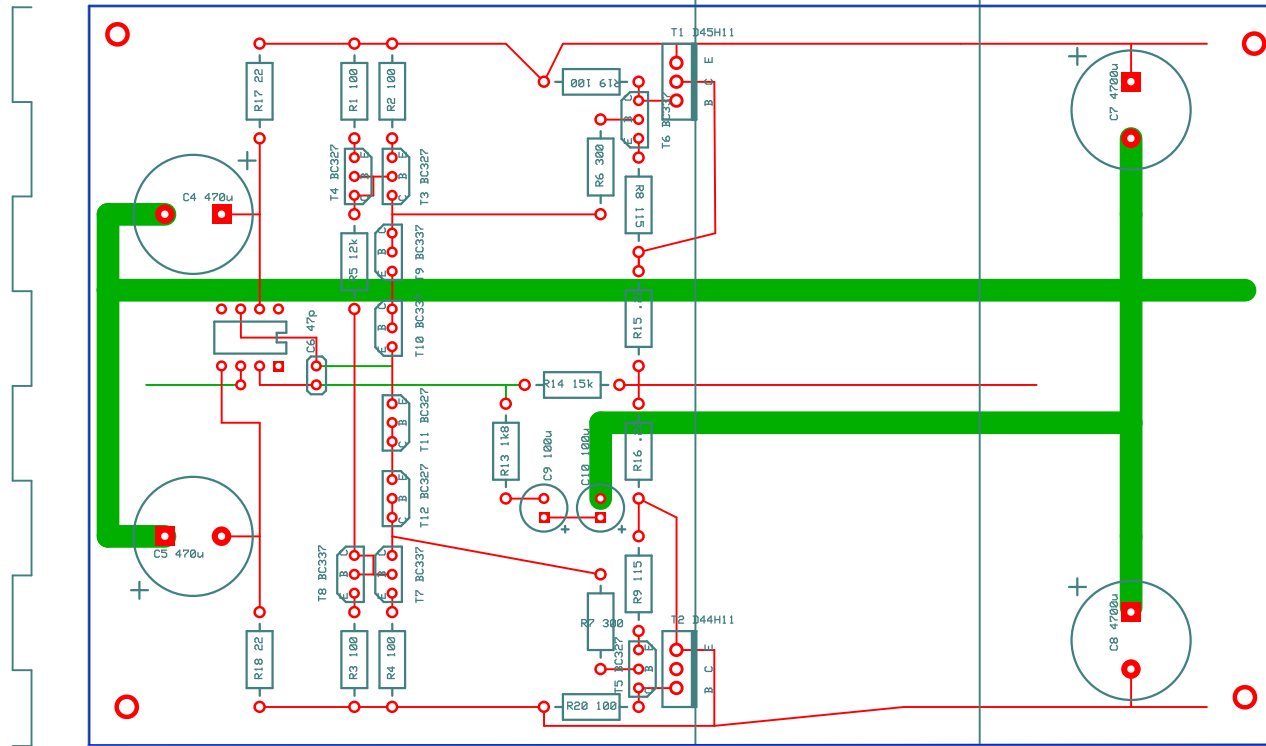 T1 D45H11
E
C
B
R17 22
R1 100
R2 100
R19 100
C
B
E
T6 BC337
C7 4700u
T4 BC327
E
B
C
E
B
C
T3 BC327
R6 300
R8 115
C4 470u
R5 12k
C
B
E
T9 BC337
C6 47p
C
B
E
T10 BC337
R15
R14 15k
E
B
C
T11 BC327
R13 1k8
C9 100u
C10 100u
R16
E
B
C
T12 BC327
C5 470u
T8 BC337
C
B
E
C
B
E
T7 BC337
R9 115
R7 300
T2 D44H11
E
C
B
C8 4700u
R18 22
R3 100
R4 100
T5 BC327
E
B
C
R20 100